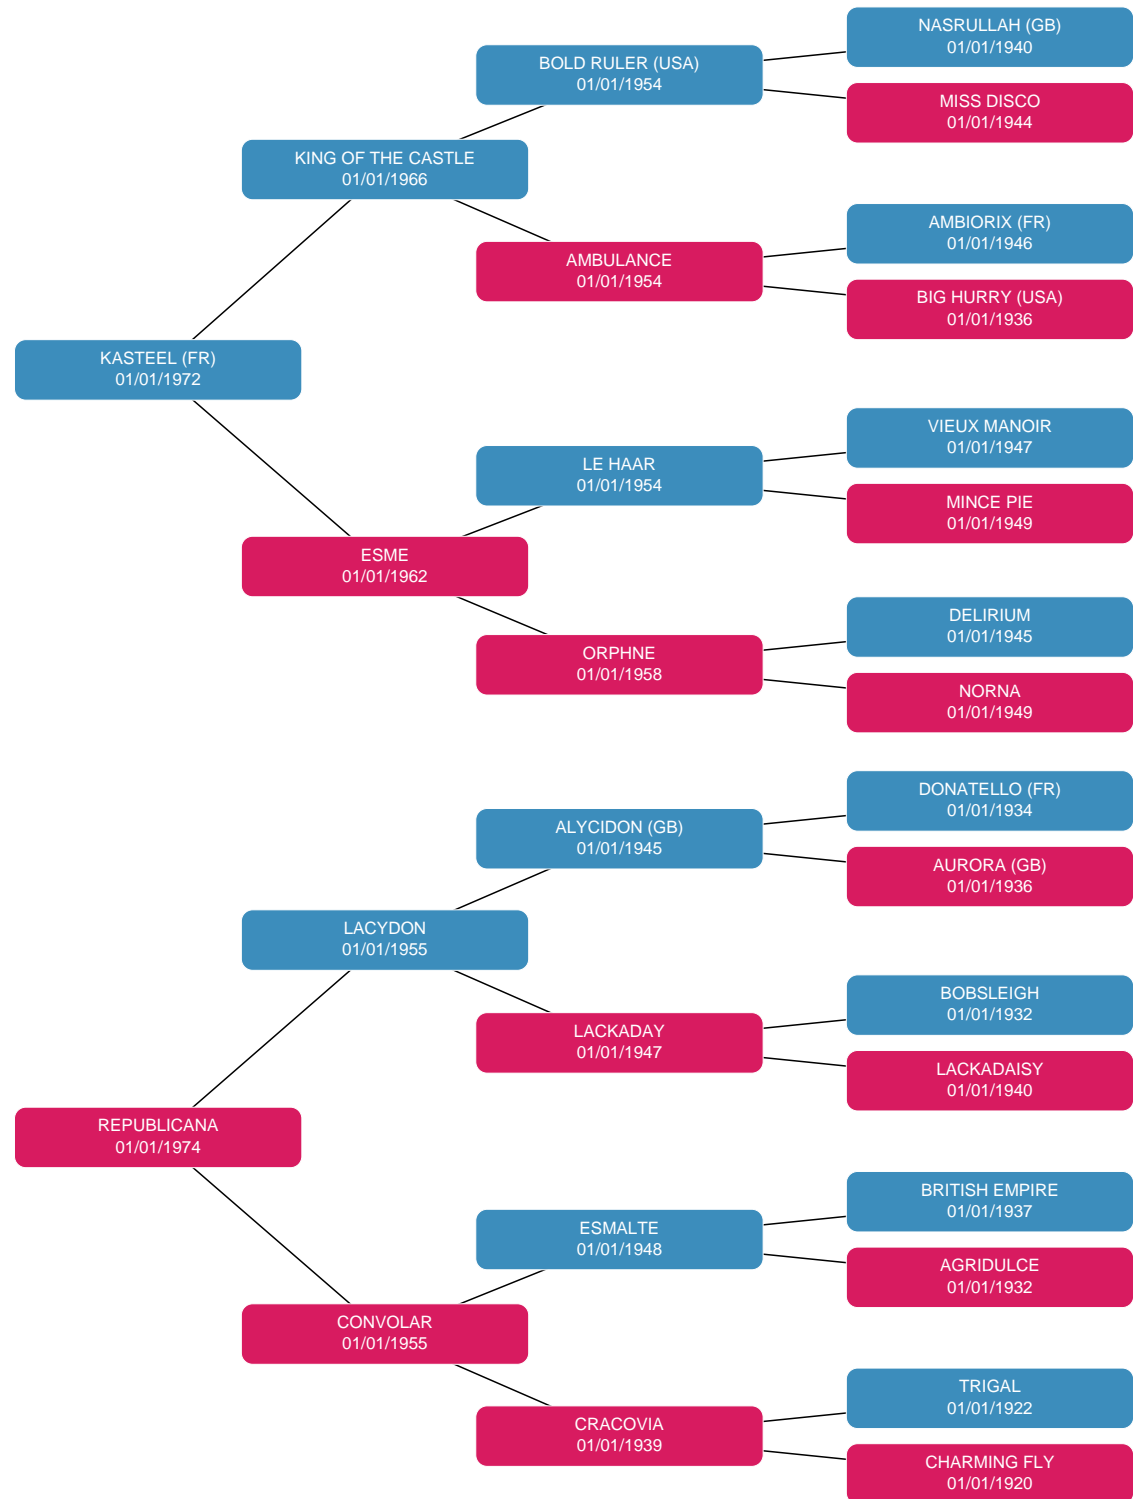 NASRULLAH (GB)
01/01/1940
BOLD RULER (USA)
01/01/1954
MISS DISCO
01/01/1944
KING OF THE CASTLE
01/01/1966
AMBIORIX (FR)
01/01/1946
AMBULANCE
01/01/1954
BIG HURRY (USA)
01/01/1936
KASTEEL (FR)
01/01/1972
VIEUX MANOIR
01/01/1947
LE HAAR
01/01/1954
MINCE PIE
01/01/1949
ESME
01/01/1962
DELIRIUM
01/01/1945
ORPHNE
01/01/1958
NORNA
01/01/1949
DONATELLO (FR)
01/01/1934
ALYCIDON (GB)
01/01/1945
AURORA (GB)
01/01/1936
LACYDON
01/01/1955
BOBSLEIGH
01/01/1932
LACKADAY
01/01/1947
LACKADAISY
01/01/1940
REPUBLICANA
01/01/1974
BRITISH EMPIRE
01/01/1937
ESMALTE
01/01/1948
AGRIDULCE
01/01/1932
CONVOLAR
01/01/1955
TRIGAL
01/01/1922
CRACOVIA
01/01/1939
CHARMING FLY
01/01/1920